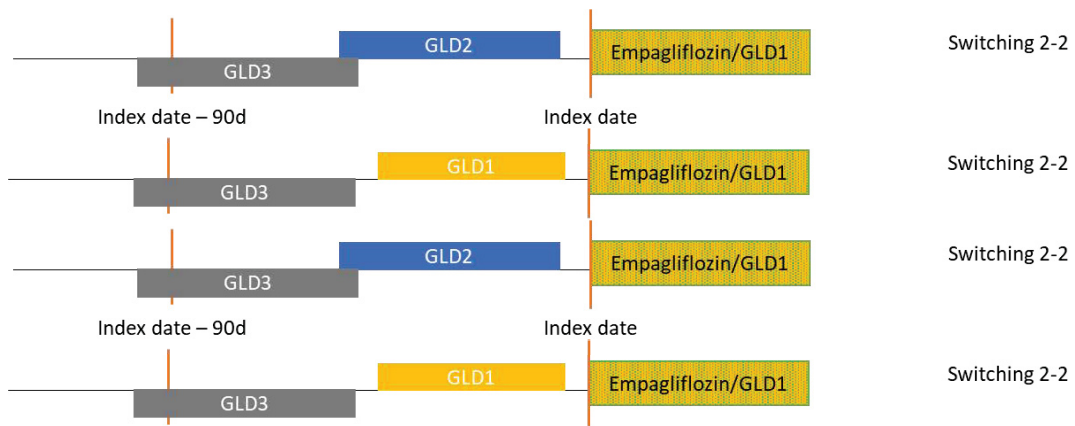 GLD2 Empagliflozin/GLD1 Switching 2-2
GLD3
Index date – 90d Index date
GLD1 Empagliflozin/GLD1 Switching 2-2
GLD3
GLD2 Empagliflozin/GLD1 Switching 2-2
GLD3
Index date – 90d Index date
GLD1 Empagliflozin/GLD1 Switching 2-2
GLD3